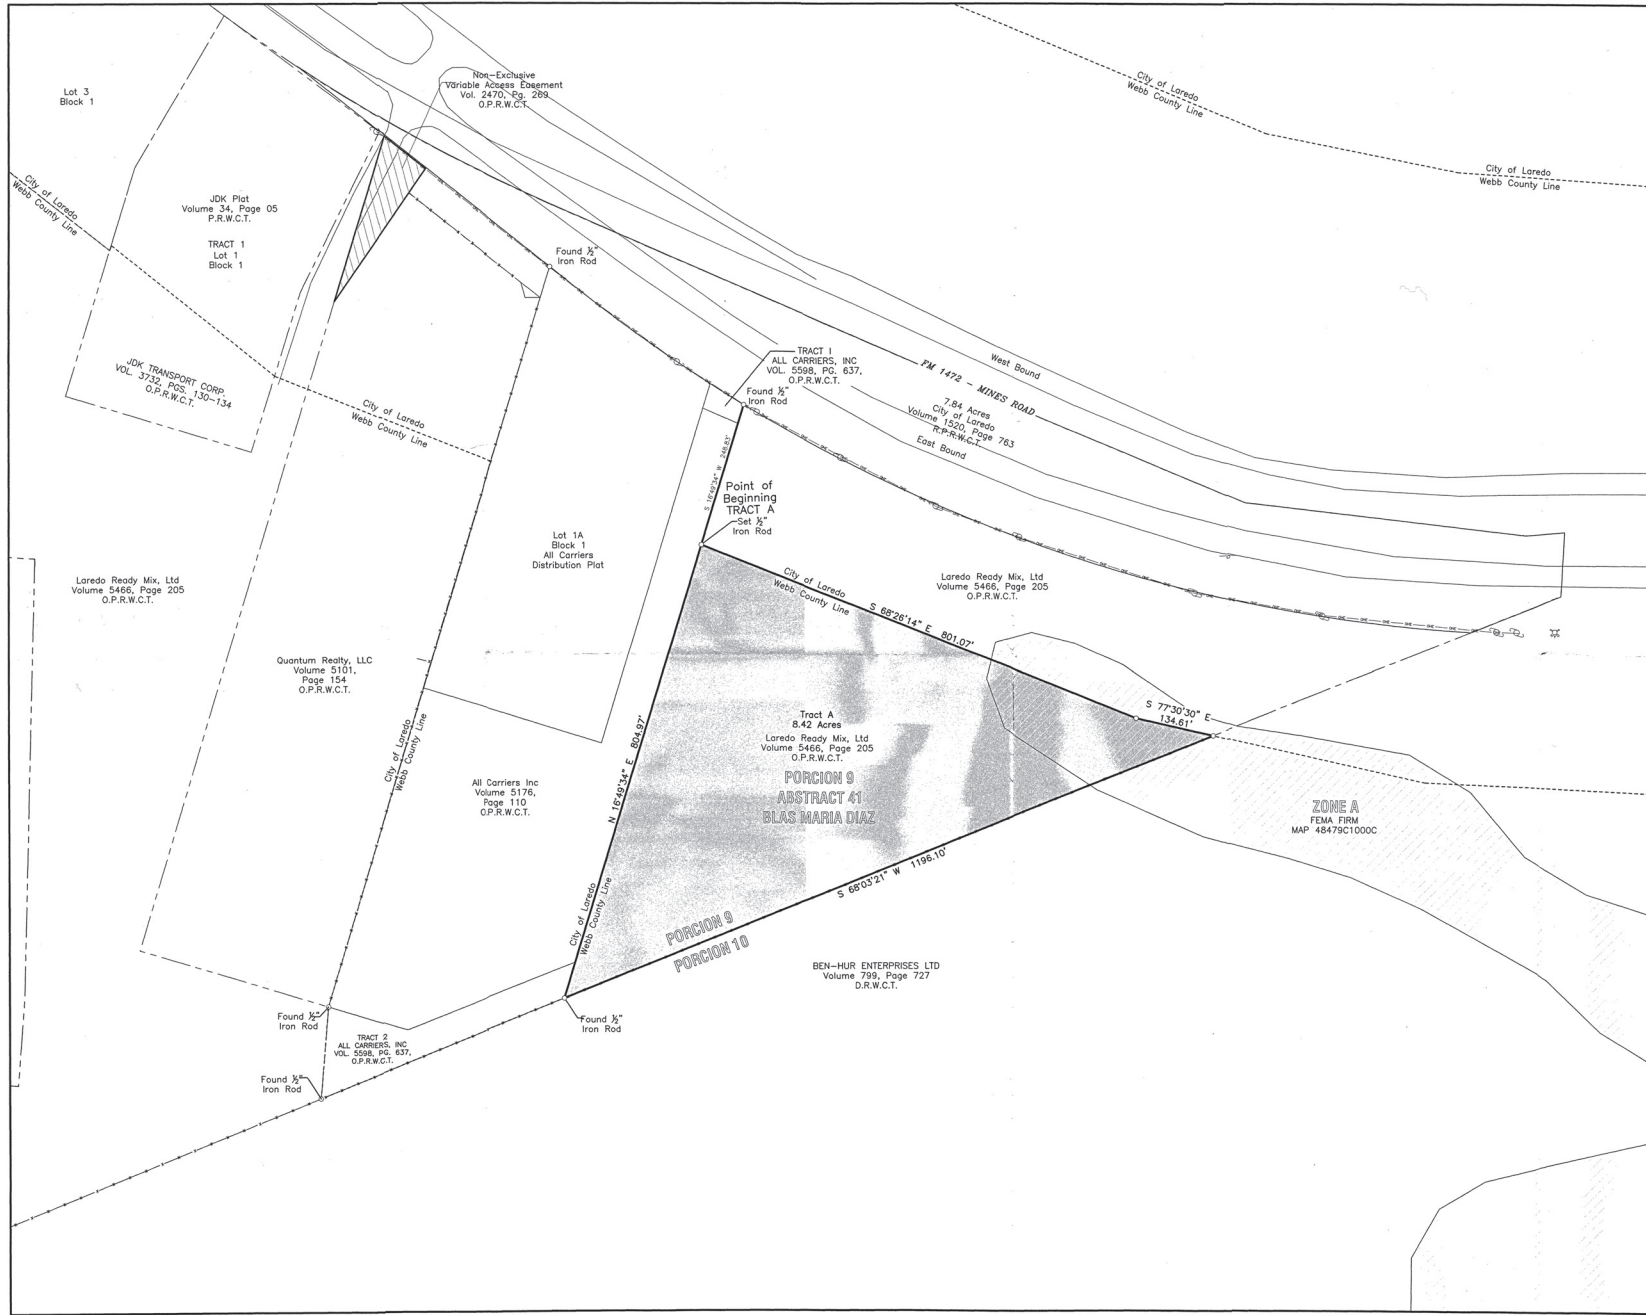 Lot 3
Block 1
Non-Exclusive
Variable Access Easement
Vol. 2470, Pg. 269
O.P.R.W.C.T.
City of Laredo
Webb County Line
City of Laredo
Webb County Line
City of Laredo
Webb County Line
JDK Plat
Volume 34, Page 05
P.R.W.C.T.
TRACT 1
Lot 1
Block 1
Found ½"
Iron Rod
JDK TRANSPORT CORP.
VOL. 3732, PGS. 130-134
O.P.R.W.C.T.
City of Laredo
Webb County Line
TRACT I
ALL CARRIERS, INC
VOL. 5598, PG. 637,
O.P.R.W.C.T.
Found ½"
Iron Rod
West Bound
FM 1472 - MINES ROAD
7.84 Acres
City of Laredo
Volume 1520, Page 763
R.P.R.W.C.T.
East Bound
S 16°49'34" W 248.83'
Point of
Beginning
TRACT A
Set ½"
Iron Rod
Lot 1A
Block 1
All Carriers
Distribution Plat
Laredo Ready Mix, Ltd
Volume 5466, Page 205
O.P.R.W.C.T.
City of Laredo
Webb County Line
S 68°26'14" E 801.07'
Laredo Ready Mix, Ltd
Volume 5466, Page 205
O.P.R.W.C.T.
Quantum Realty, LLC
Volume 5101,
Page 154
O.P.R.W.C.T.
City of Laredo
Webb County Line
N 16°49'34" E 804.97'
Tract A
8.42 Acres
Laredo Ready Mix, Ltd
Volume 5466, Page 205
O.P.R.W.C.T.
PORCION 9
ABSTRACT 41
BLAS MARIA DIAZ
S 77°30'30" E
134.61'
All Carriers Inc
Volume 5176,
Page 110
O.P.R.W.C.T.
ZONE A
FEMA FIRM
MAP 48479C1000C
S 68°03'21" W 1196.10'
City of Laredo
Webb County Line
PORCION 9
PORCION 10
BEN-HUR ENTERPRISES LTD
Volume 799, Page 727
D.R.W.C.T.
Found ½"
Iron Rod
Found ½"
Iron Rod
TRACT 2
ALL CARRIERS, INC
VOL. 5598, PG. 637,
O.P.R.W.C.T.
Found ½"
Iron Rod